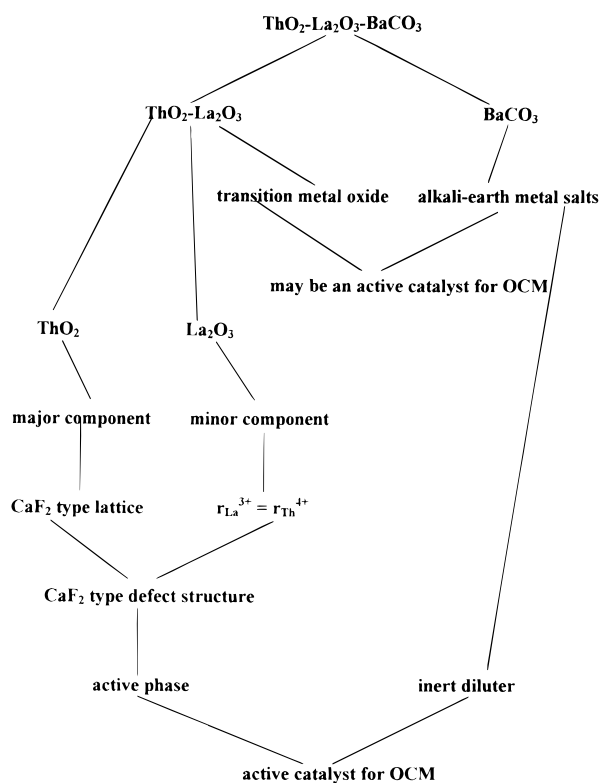 ThO₂-La₂O₃-BaCO₃
ThO₂-La₂O₃
BaCO₃
transition metal oxide
alkali-earth metal salts
may be an active catalyst for OCM
ThO₂
La₂O₃
major component
minor component
CaF₂ type lattice
r_La³⁺ = r_Th⁴⁺
CaF₂ type defect structure
active phase
inert diluter
active catalyst for OCM